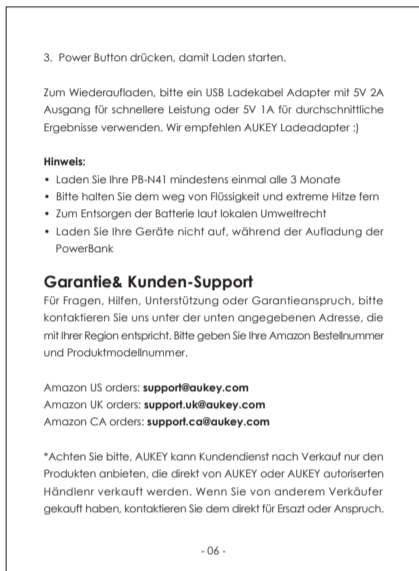 3. Power Button drücken, damit Laden starten.
Zum Wiederaufladen, bitte ein USB Ladekabel Adapter mit 5V 2A
Ausgang für schnellere Leistung oder 5V 1A für durchschnittliche
Ergebnisse verwenden. Wir empfehlen AUKEY Ladeadapter :)
Hinweis:
• Laden Sie Ihre PB-N41 mindestens einmal alle 3 Monate
• Bitte halten Sie dem weg von Flüssigkeit und extreme Hitze fern
• Zum Entsorgen der Batterie laut lokalen Umweltrecht
• Laden Sie Ihre Geräte nicht auf, während der Aufladung der
PowerBank
Garantie& Kunden-Support
Für Fragen, Hilfen, Unterstützung oder Garantieanspruch, bitte
kontaktieren Sie uns unter der unten angegebenen Adresse, die
mit Ihrer Region entspricht. Bitte geben Sie Ihre Amazon Bestellnummer
und Produktmodellnummer.
Amazon US orders: support@aukey.com
Amazon UK orders: support.uk@aukey.com
Amazon CA orders: support.ca@aukey.com
*Achten Sie bitte, AUKEY kann Kundendienst nach Verkauf nur den
Produkten anbieten, die direkt von AUKEY oder AUKEY autoriserten
Händlenr verkauft werden. Wenn Sie von anderem Verkäufer
gekauft haben, kontaktieren Sie dem direkt für Ersazt oder Anspruch.
- 06 -